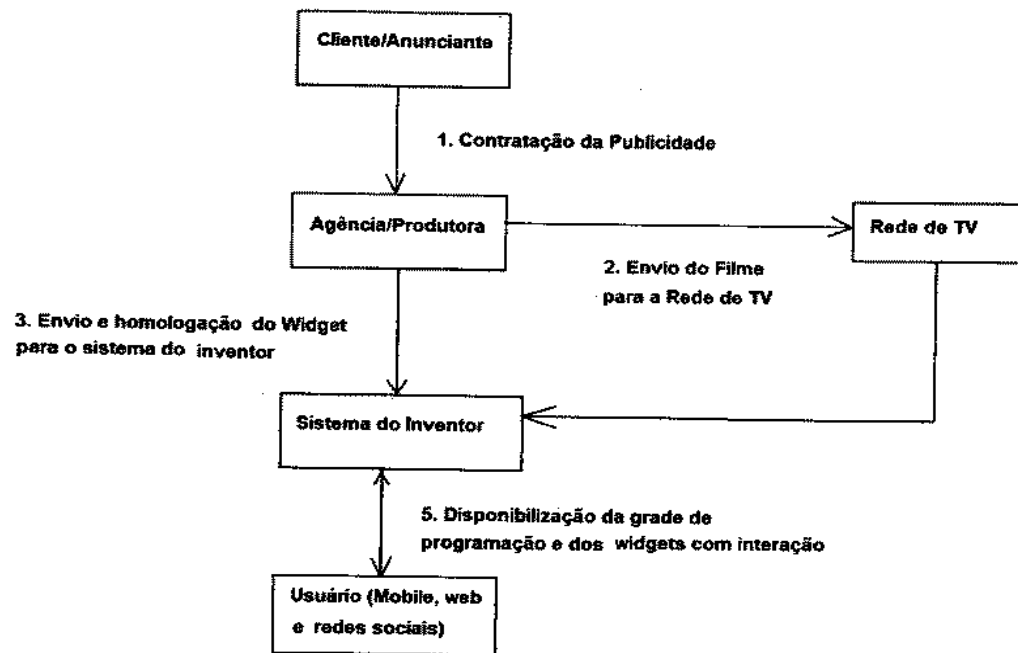 Cliente/Anunciante
1. Contratação da Publicidade
Agência/Produtora
Rede de TV
2. Envio do Filme
para a Rede de TV
3. Envio e homologação do Widget
para o sistema do inventor
Sistema do Inventor
5. Disponibilização da grade de
programação e dos widgets com interação
Usuário (Mobile, web
e redes sociais)